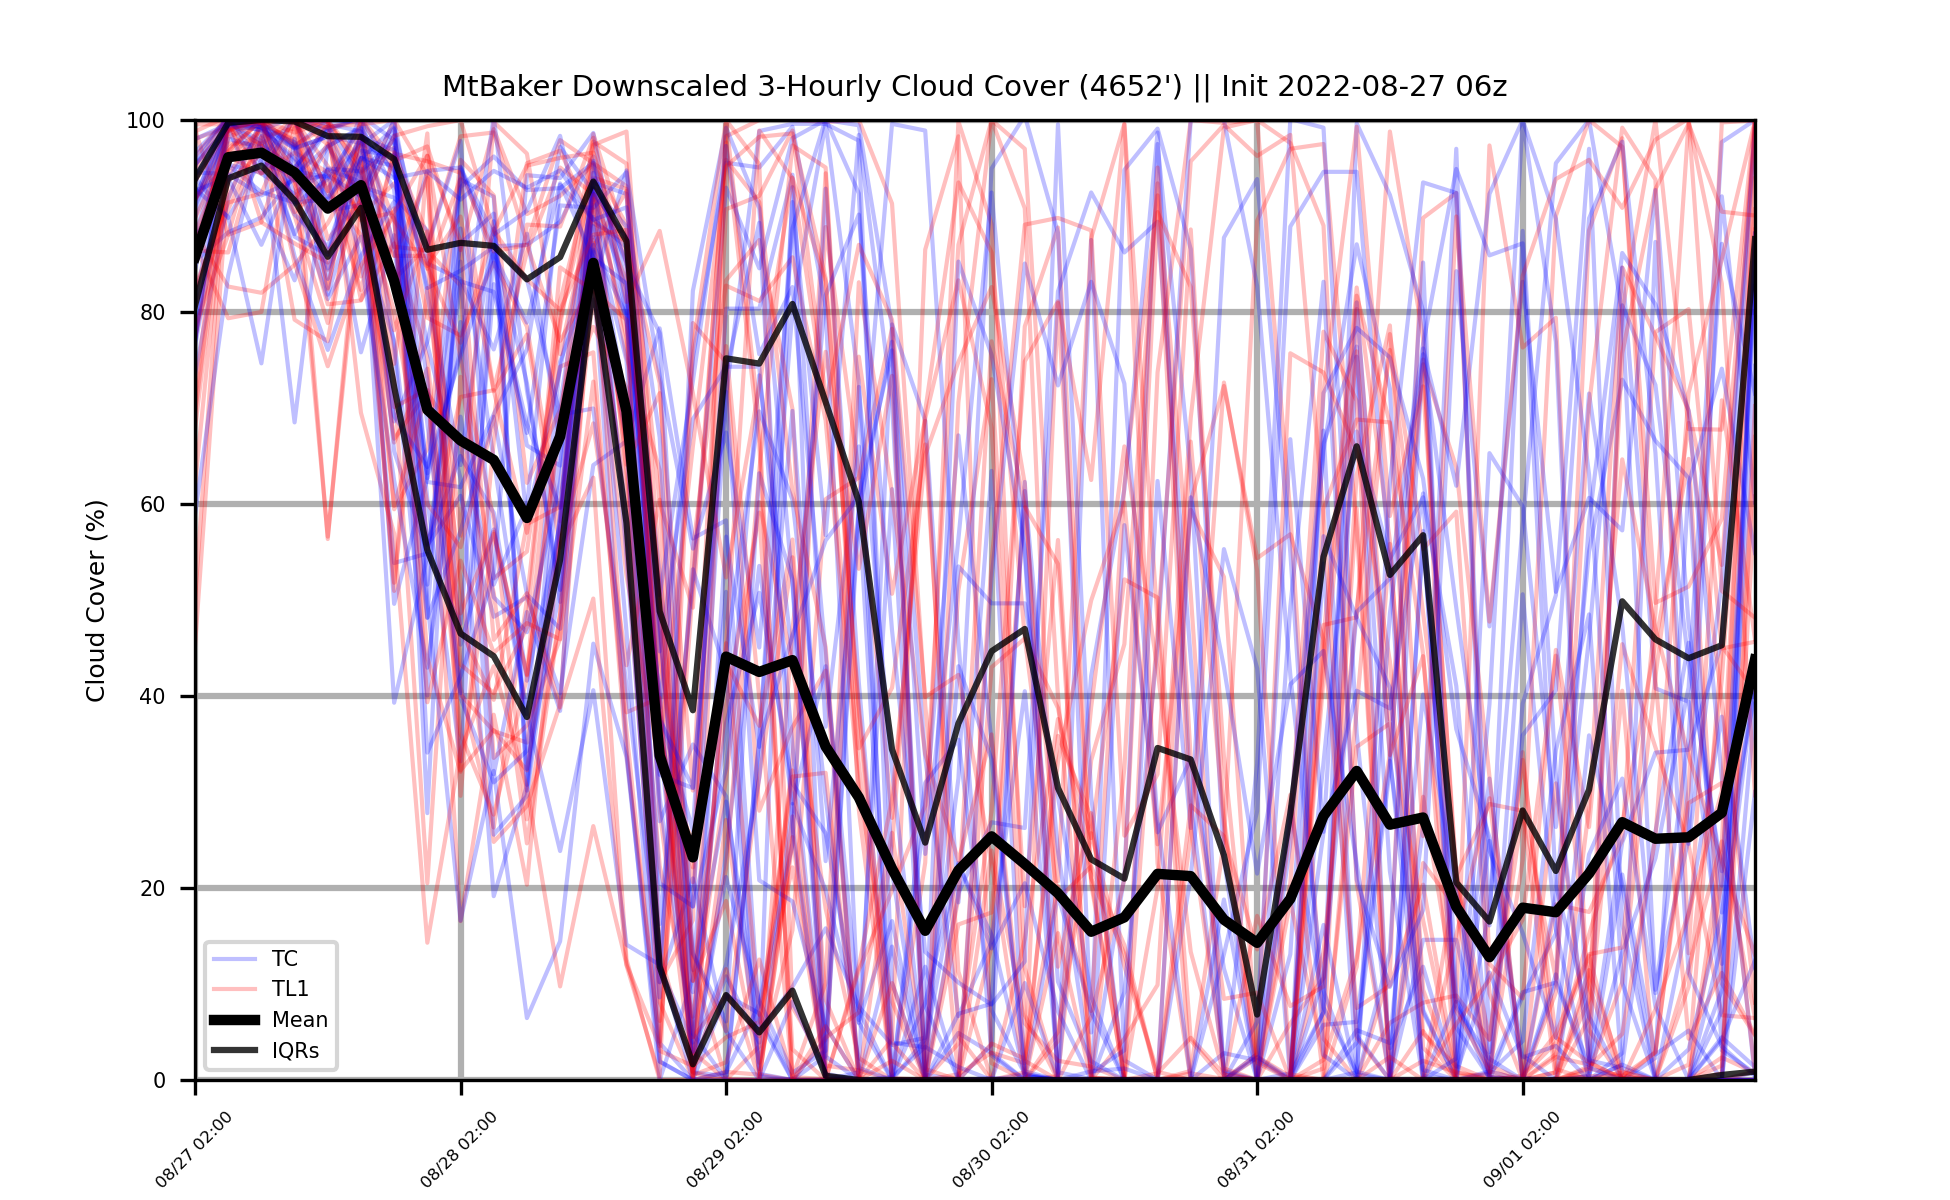 MtBaker Downscaled 3-Hourly Cloud Cover (4652') || Init 2022-08-27 06z
Cloud Cover (%)
100
80
60
40
20
0
TC
TL1
Mean
IQRs
08/27 02:00
08/28 02:00
08/29 02:00
08/30 02:00
08/31 02:00
09/01 02:00